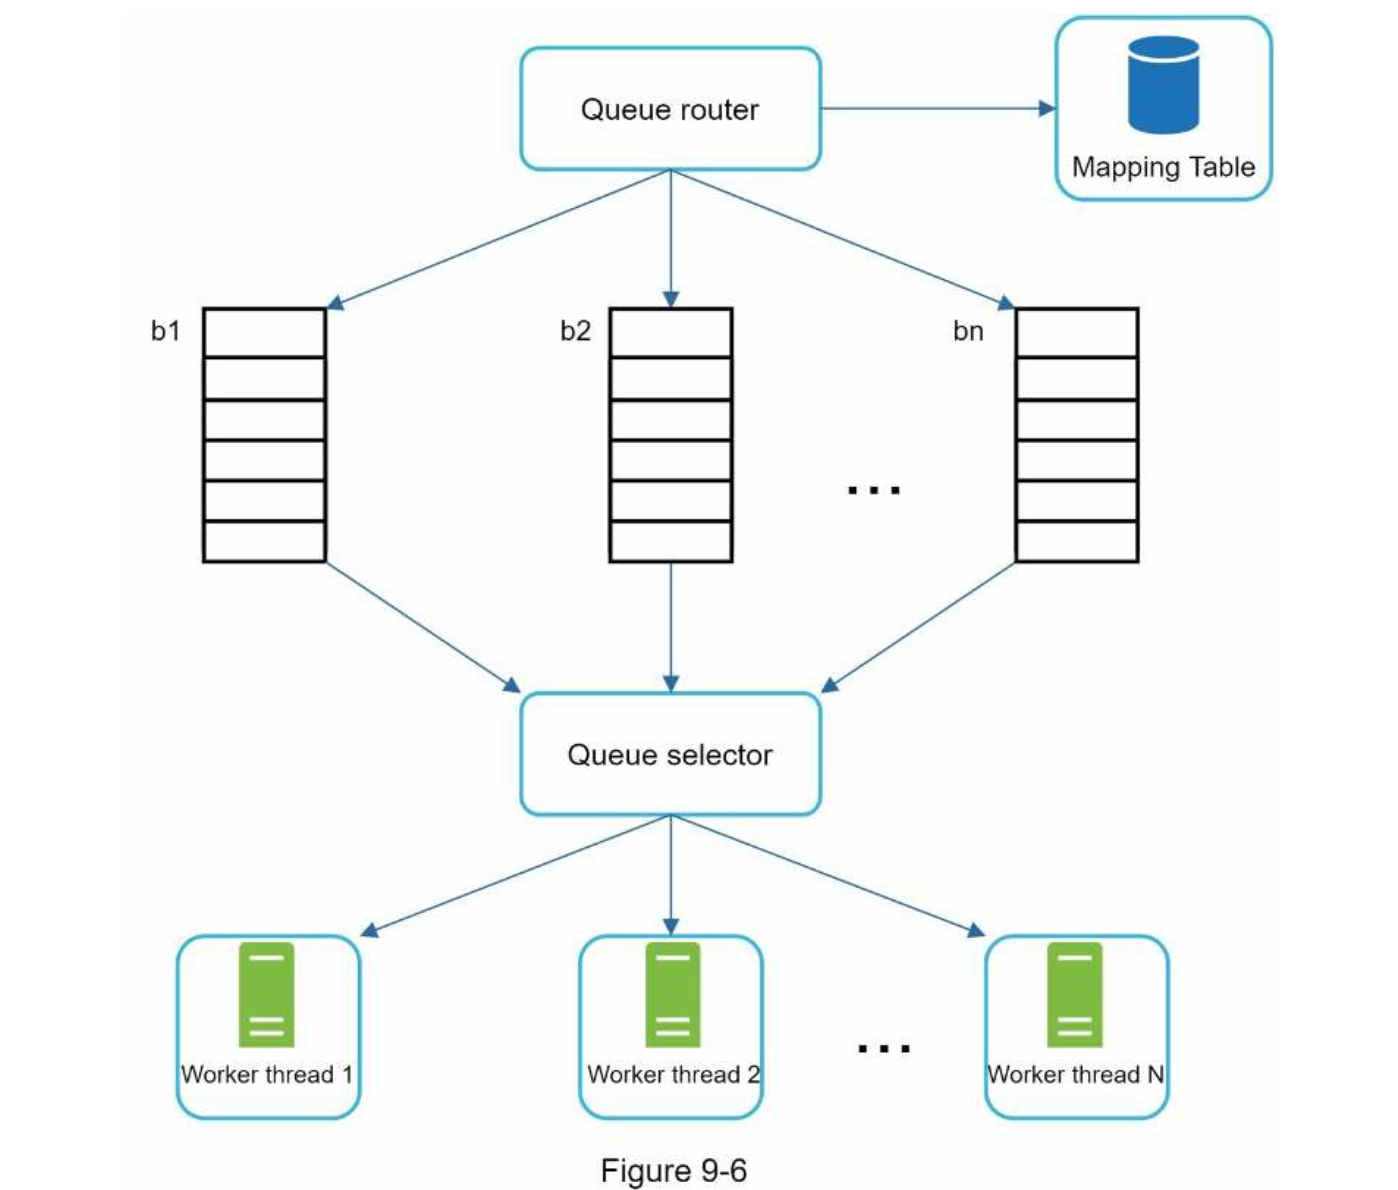 Queue router
Mapping Table
b1
b2
bn
...
Queue selector
Worker thread 1
Worker thread 2
...
Worker thread N
Figure 9-6